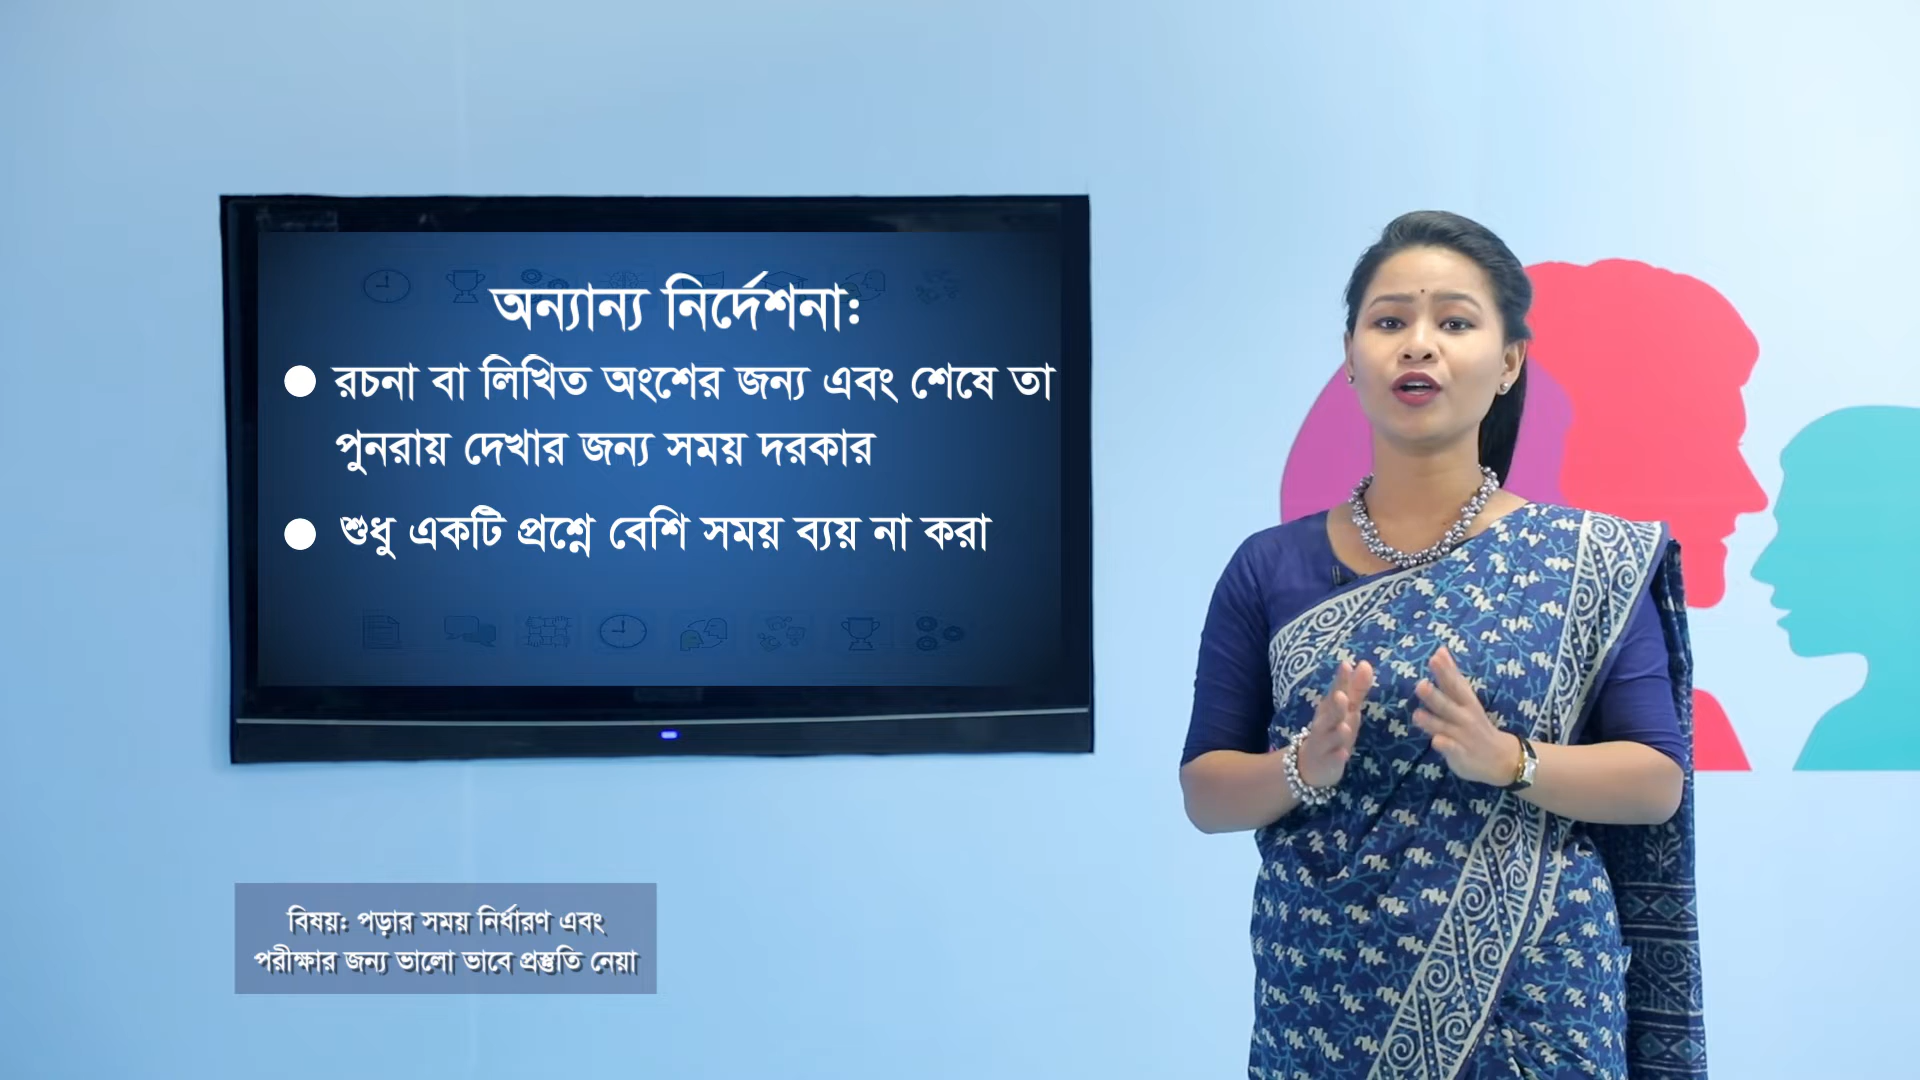 অন্যান্য নির্দেশনা:
● রচনা বা লিখিত অংশের জন্য এবং শেষে তা
পুনরায় দেখার জন্য সময় দরকার
● শুধু একটি প্রশ্নে বেশি সময় ব্যয় না করা
বিষয়: পড়ার সময় নির্ধারণ এবং
পরীক্ষার জন্য ভালো ভাবে প্রস্তুতি নেয়া